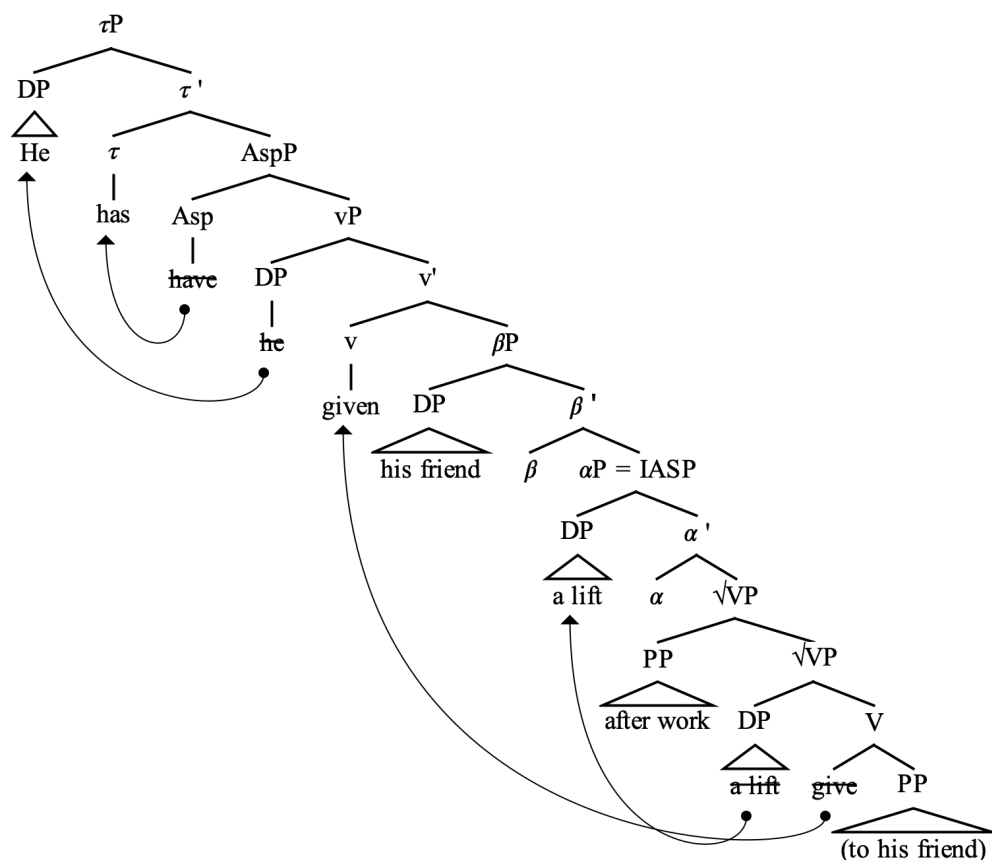 τP
DP τ '
He τ AspP
has Asp vP
have DP v'
he v βP
given DP β '
his friend β αP = IASP
DP α '
a lift α √VP
PP √VP
after work DP V
a lift give PP
(to his friend)